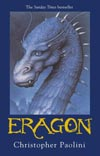 The Sunday Times bestseller
ERAGON
Christopher Paolini